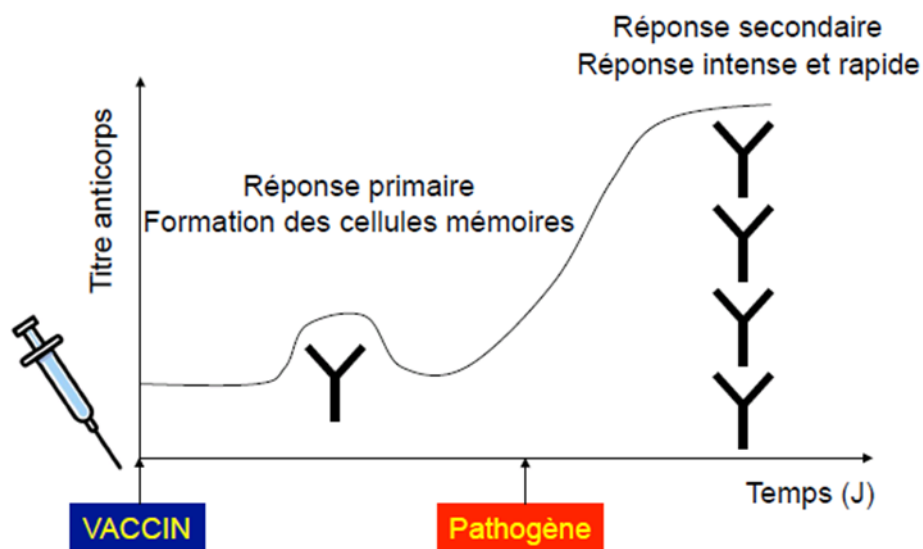 Réponse secondaire
Réponse intense et rapide
Titre anticorps
Réponse primaire
Formation des cellules mémoires
Temps (J)
VACCIN
Pathogène